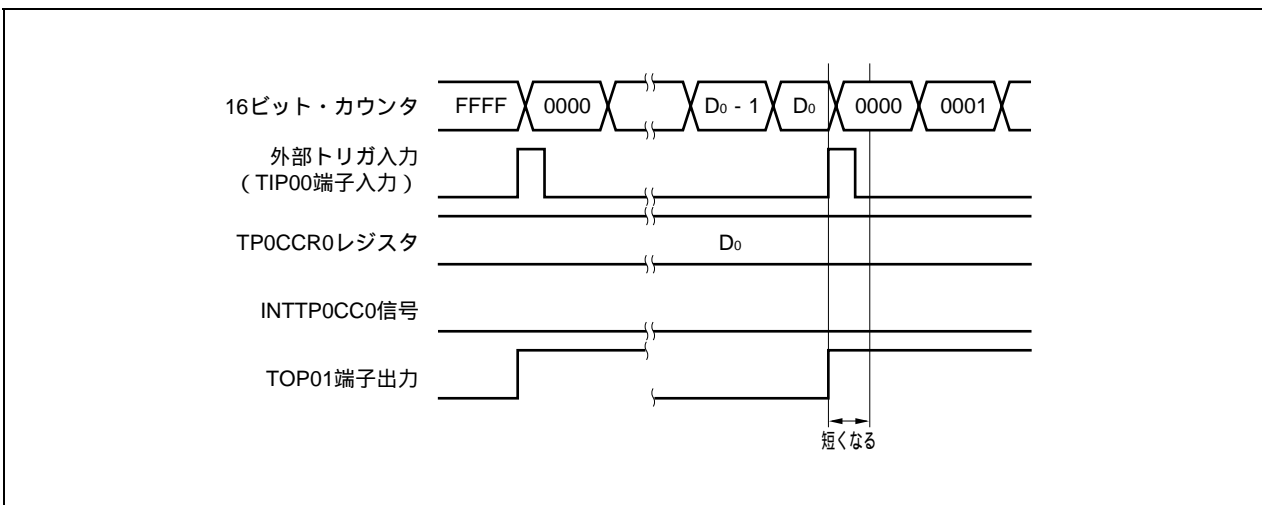 16ビット・カウンタ FFFF 0000 D0 - 1 D0 0000 0001
外部トリガ入力
(TIP00端子入力)
TP0CCR0レジスタ D0
INTTP0CC0信号
TOP01端子出力
短くなる